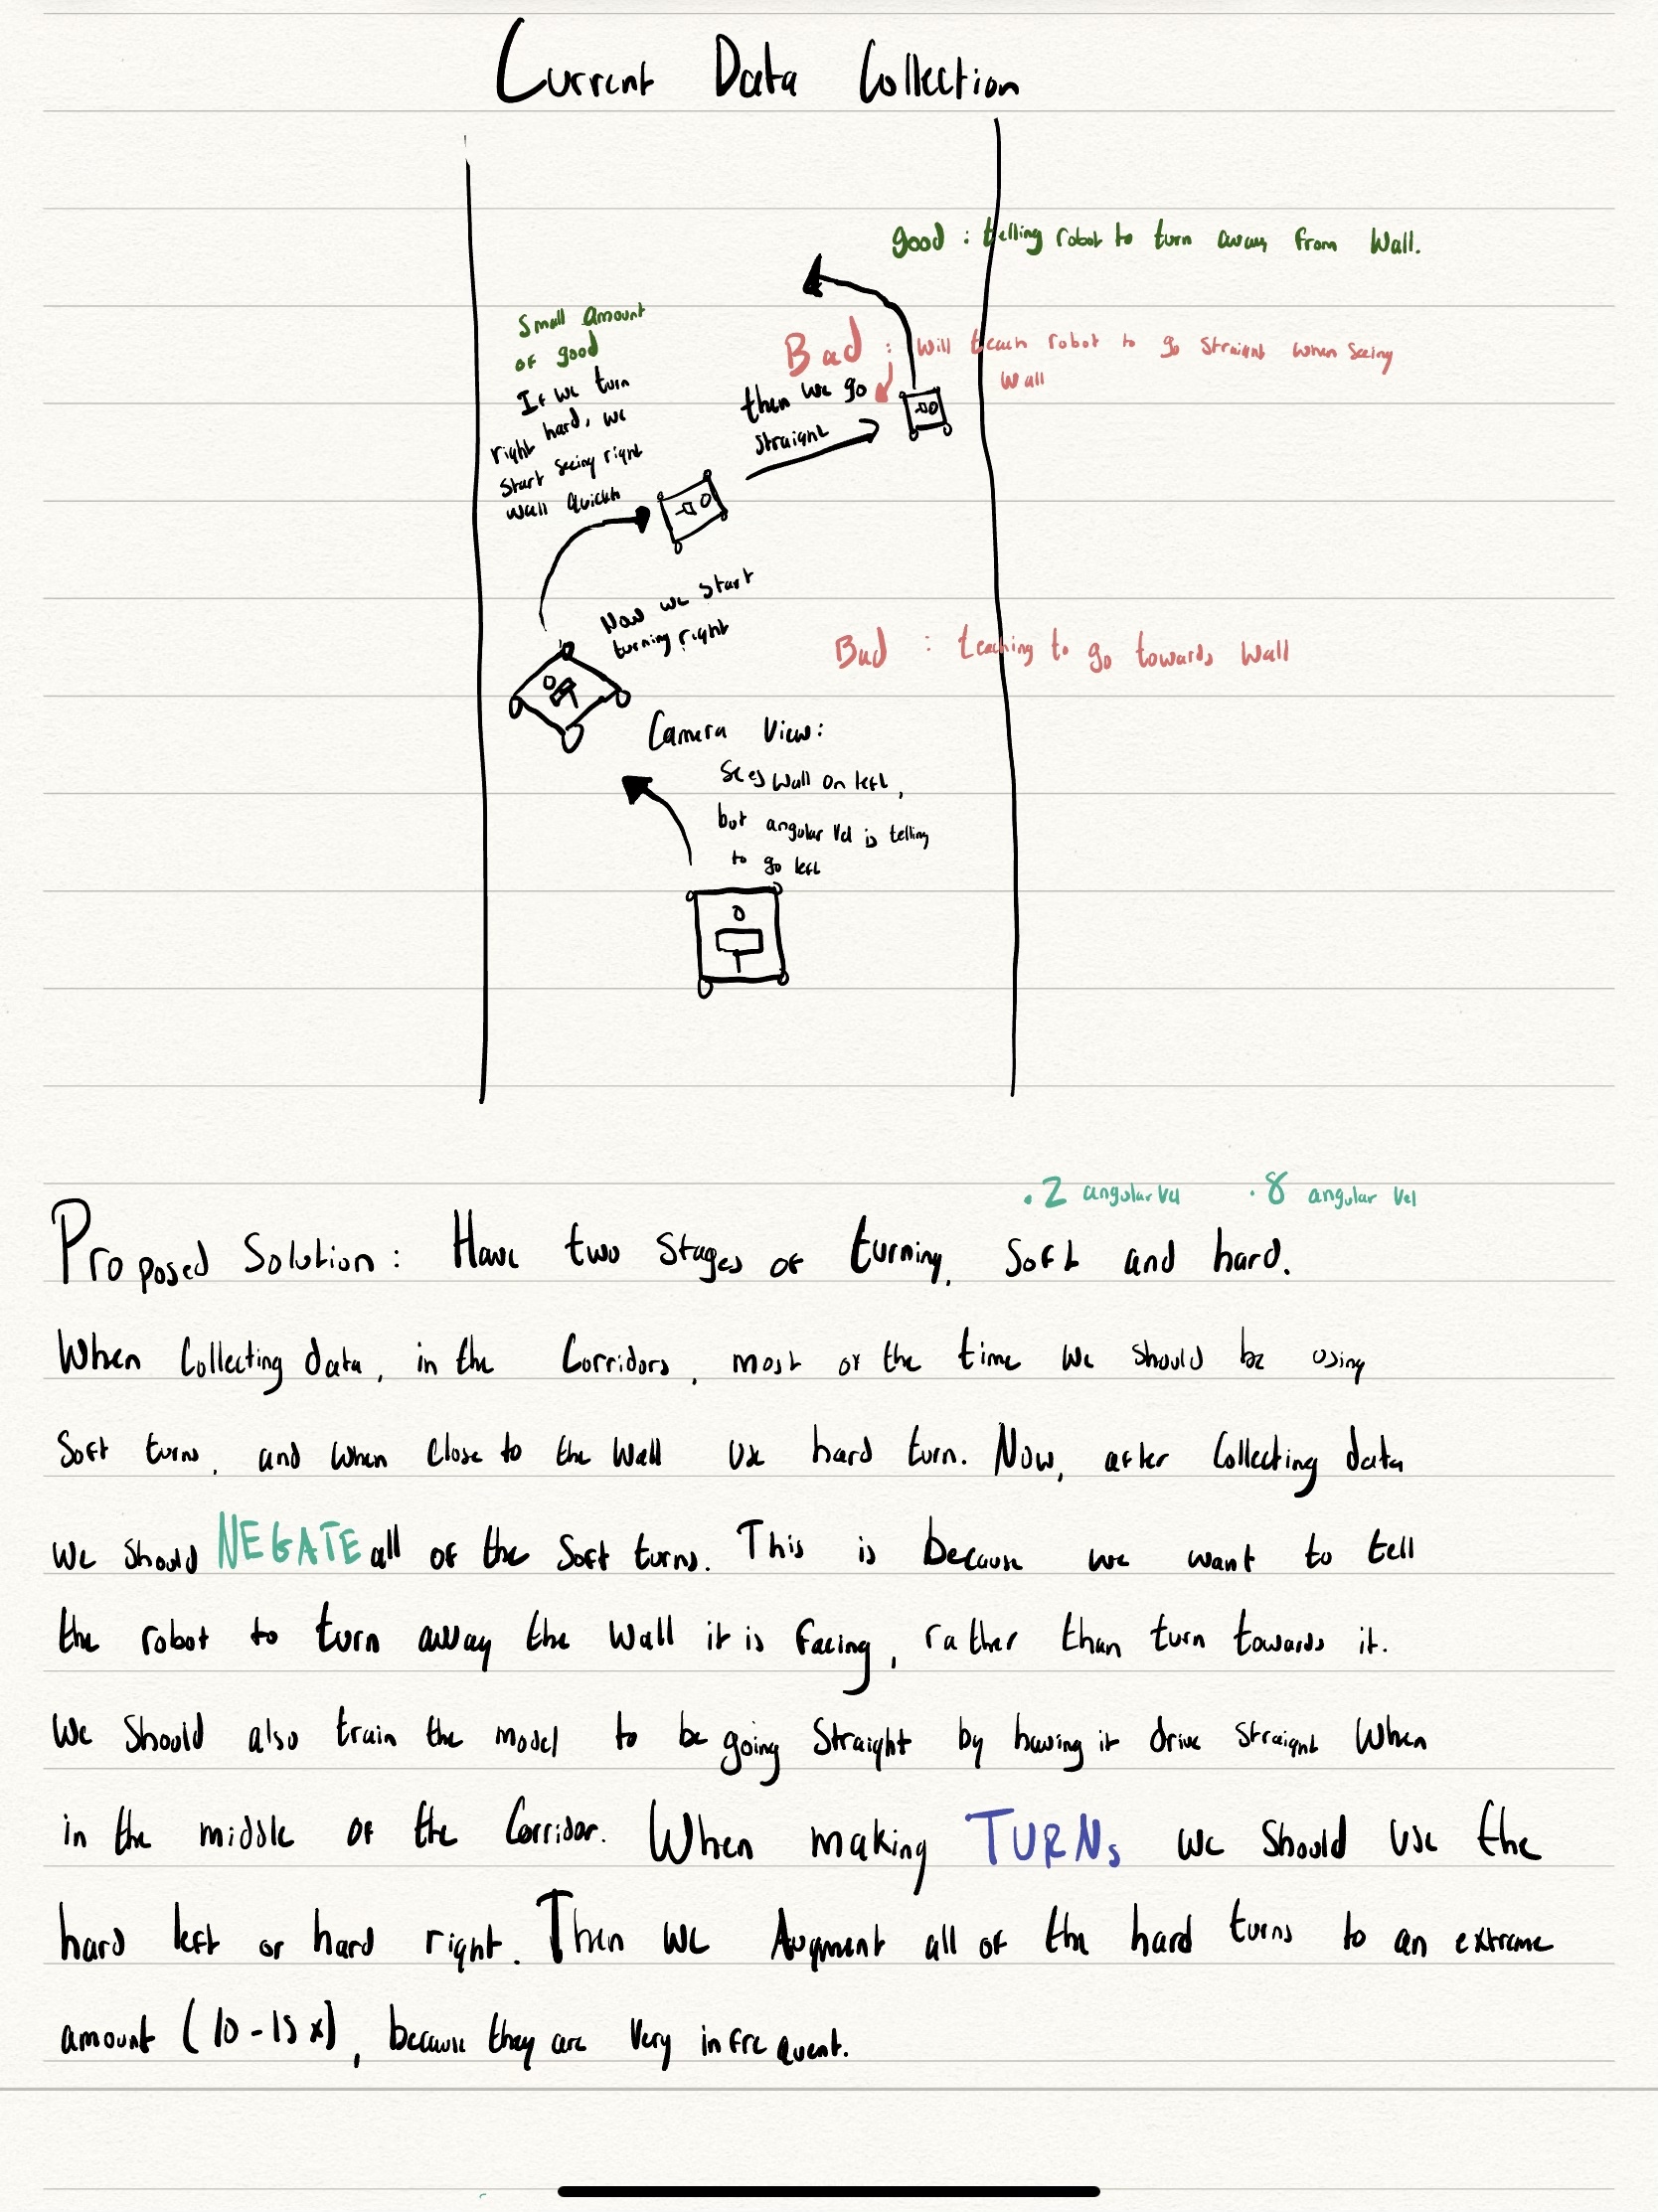 Current Data Collection
good : telling robot to turn away from wall.
Small amount
of good
Bad : will teach robot to go straight when seeing
wall
If we turn
right hard, we
start seeing right
wall quickly
then we go
straight
Now we start
turning right
Bad : teaching to go towards wall
Camera View:
Sees wall on left,
but angular vel is telling
to go left
.2 angular vel .8 angular vel
Proposed Solution: Have two stages of turning, soft and hard.
When collecting data, in the corridors, most of the time we should be using
soft turns, and when close to the wall use hard turn. Now, after collecting data
we should NEGATE all of the soft turns. This is because we want to tell
the robot to turn away the wall it is facing, rather than turn towards it.
We should also train the model to be going straight by having it drive straight when
in the middle of the corridor. When making TURNs we should use the
hard left or hard right. Then we Augment all of the hard turns to an extreme
amount (10-15x), because they are very infrequent.